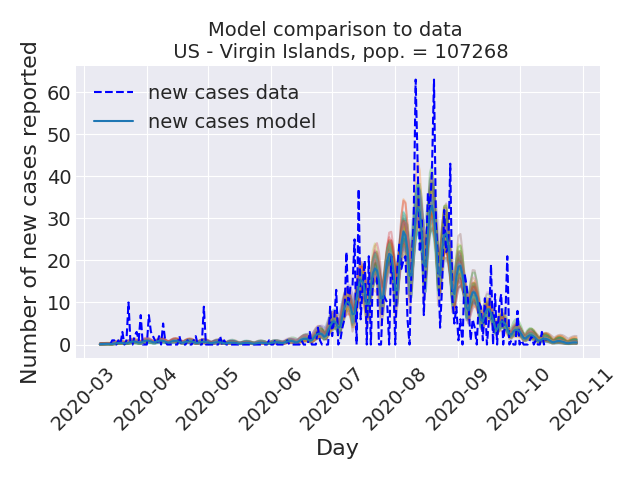 Model comparison to data
US - Virgin Islands, pop. = 107268
Number of new cases reported
60
50
40
30
20
10
0
new cases data
new cases model
2020-03
2020-04
2020-05
2020-06
2020-07
2020-08
2020-09
2020-10
2020-11
Day